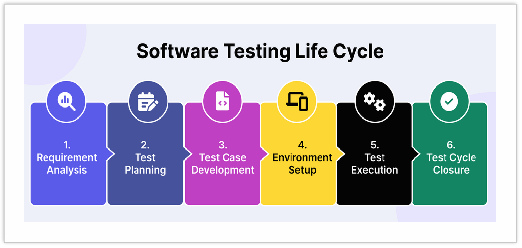 Software Testing Life Cycle
1.
Requirement
Analysis
2.
Test
Planning
3.
Test Case
Development
4.
Environment
Setup
5.
Test
Execution
6.
Test Cycle
Closure